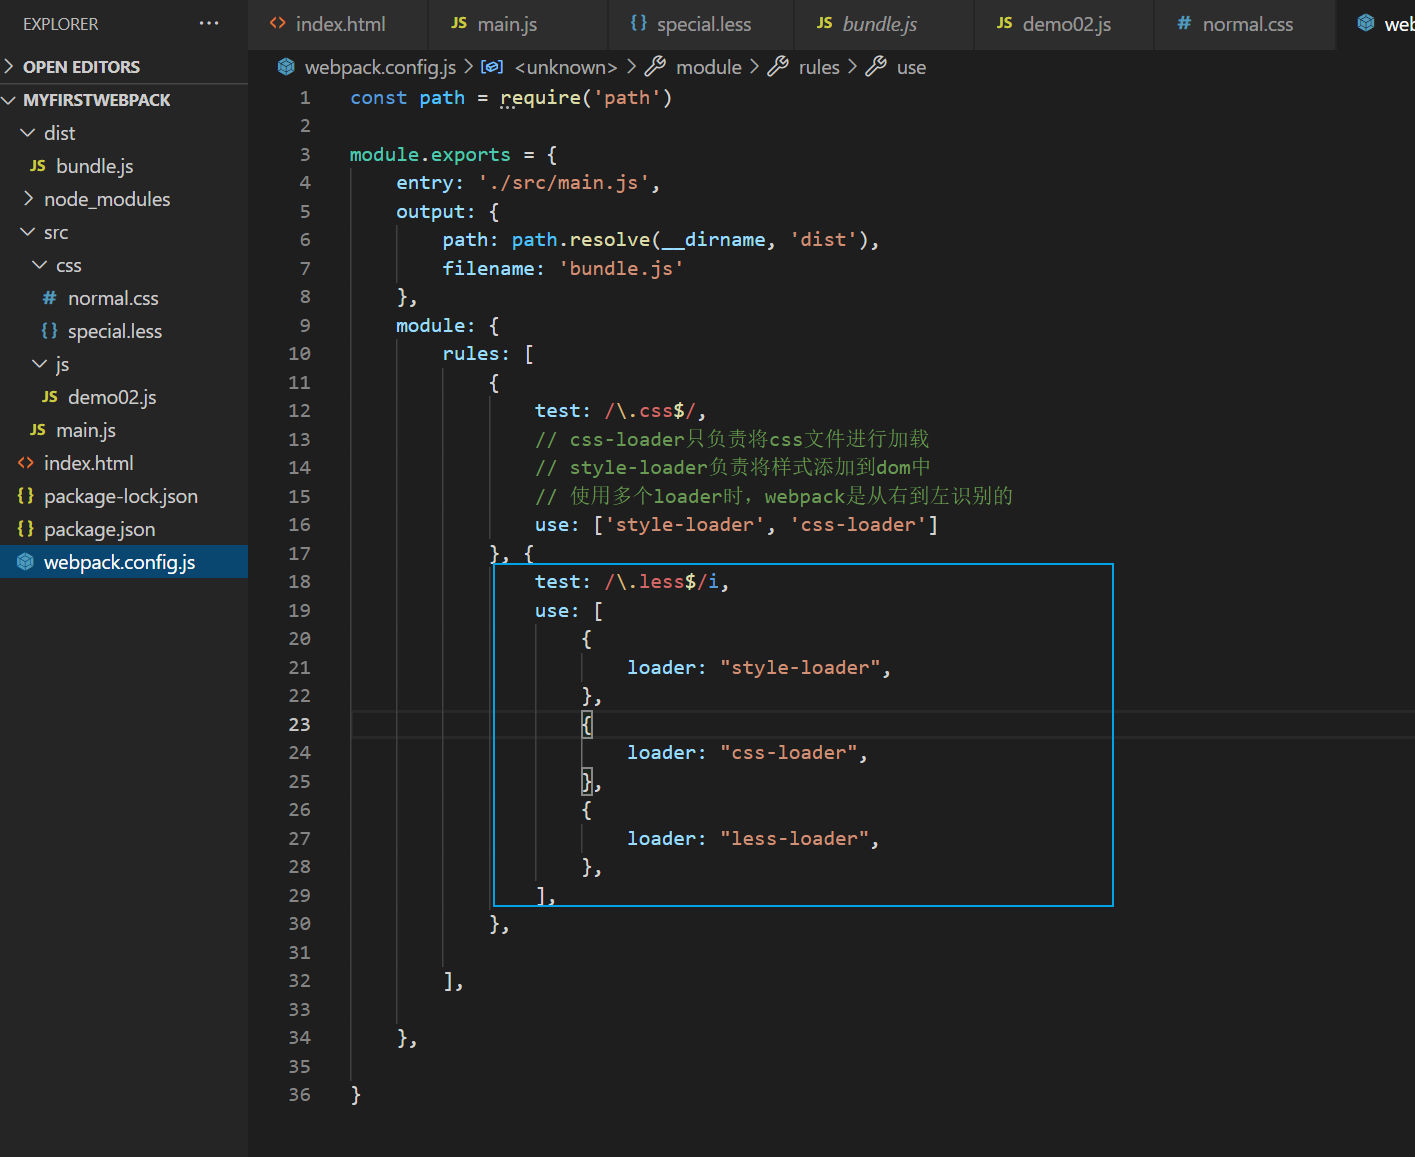 EXPLORER ···
OPEN EDITORS
MYFIRSTWEBPACK
dist
JS bundle.js
node_modules
src
css
# normal.css
{} special.less
js
JS demo02.js
JS main.js
<> index.html
{} package-lock.json
{} package.json
webpack.config.js
<> index.html JS main.js {} special.less JS bundle.js JS demo02.js # normal.css web
webpack.config.js > <unknown> > module > rules > use
1 const path = require('path')
2
3 module.exports = {
4 entry: './src/main.js',
5 output: {
6 path: path.resolve(__dirname, 'dist'),
7 filename: 'bundle.js'
8 },
9 module: {
10 rules: [
11 {
12 test: /\.css$/,
13 // css-loader只负责将css文件进行加载
14 // style-loader负责将样式添加到dom中
15 // 使用多个loader时，webpack是从右到左识别的
16 use: ['style-loader', 'css-loader']
17 }, {
18 test: /\.less$/i,
19 use: [
20 {
21 loader: "style-loader",
22 },
23 {
24 loader: "css-loader",
25 },
26 {
27 loader: "less-loader",
28 },
29 ],
30 },
31
32 ],
33
34 },
35
36 }